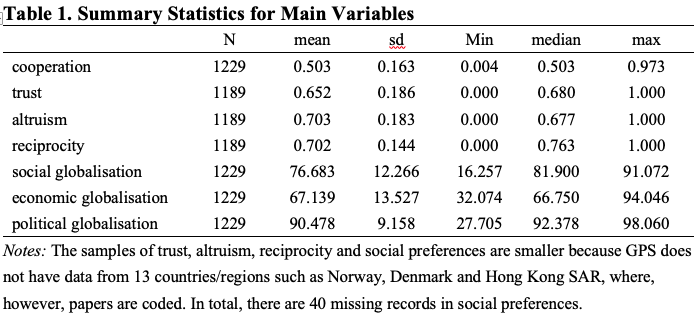 Table 1. Summary Statistics for Main Variables
N mean sd Min median max
cooperation 1229 0.503 0.163 0.004 0.503 0.973
trust 1189 0.652 0.186 0.000 0.680 1.000
altruism 1189 0.703 0.183 0.000 0.677 1.000
reciprocity 1189 0.702 0.144 0.000 0.763 1.000
social globalisation 1229 76.683 12.266 16.257 81.900 91.072
economic globalisation 1229 67.139 13.527 32.074 66.750 94.046
political globalisation 1229 90.478 9.158 27.705 92.378 98.060
Notes: The samples of trust, altruism, reciprocity and social preferences are smaller because GPS does
not have data from 13 countries/regions such as Norway, Denmark and Hong Kong SAR, where,
however, papers are coded. In total, there are 40 missing records in social preferences.